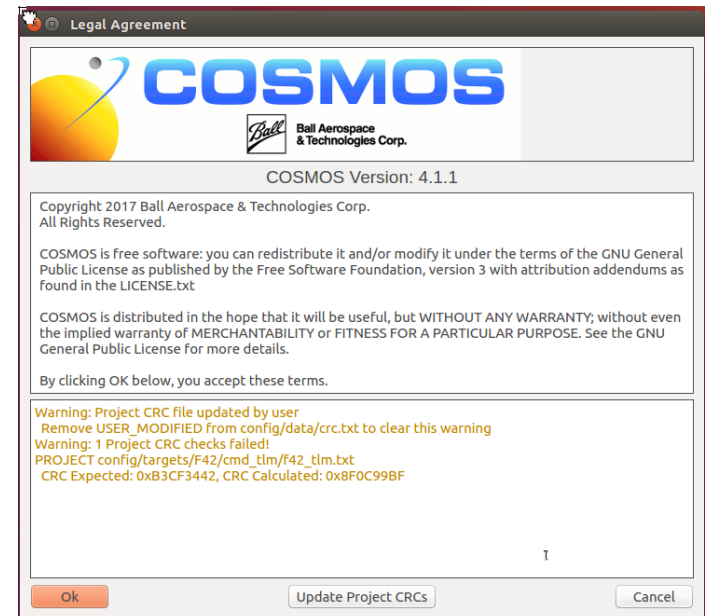 Legal Agreement
COSMOS
Ball
Ball Aerospace
& Technologies Corp.
COSMOS Version: 4.1.1
Copyright 2017 Ball Aerospace & Technologies Corp.
All Rights Reserved.
COSMOS is free software: you can redistribute it and/or modify it under the terms of the GNU General
Public License as published by the Free Software Foundation, version 3 with attribution addendums as
found in the LICENSE.txt
COSMOS is distributed in the hope that it will be useful, but WITHOUT ANY WARRANTY; without even
the implied warranty of MERCHANTABILITY or FITNESS FOR A PARTICULAR PURPOSE. See the GNU
General Public License for more details.
By clicking OK below, you accept these terms.
Warning: Project CRC file updated by user
Remove USER_MODIFIED from config/data/crc.txt to clear this warning
Warning: 1 Project CRC checks failed!
PROJECT config/targets/F42/cmd_tlm/f42_tlm.txt
CRC Expected: 0xB3CF3442, CRC Calculated: 0x8F0C99BF
Ok
Update Project CRCs
Cancel